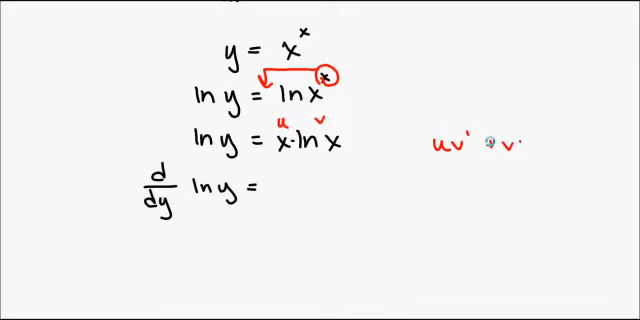 y = x^x
ln y = ln x^x
u v
ln y = x·ln x
uv' + v·
d/dy ln y =